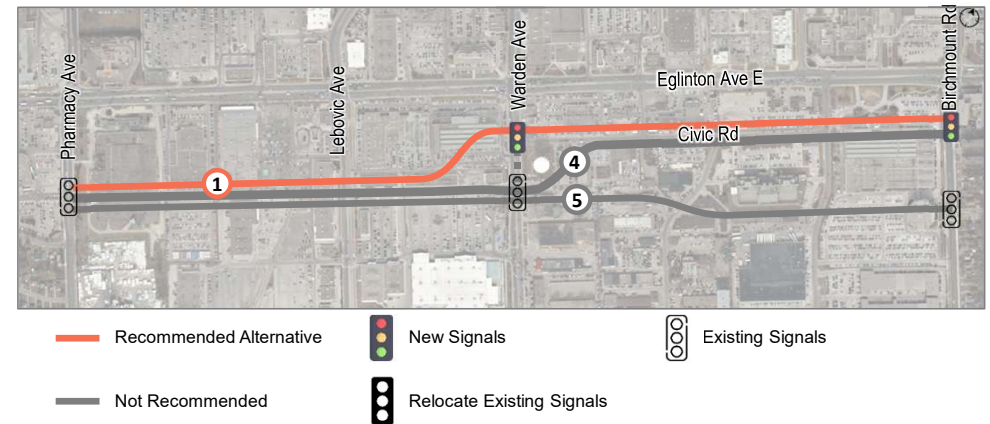 Pharmacy Ave
Lebovic Ave
Warden Ave
Eglinton Ave E
Birchmount Rd
Civic Rd
1
4
5
Recommended Alternative
New Signals
Existing Signals
Not Recommended
Relocate Existing Signals